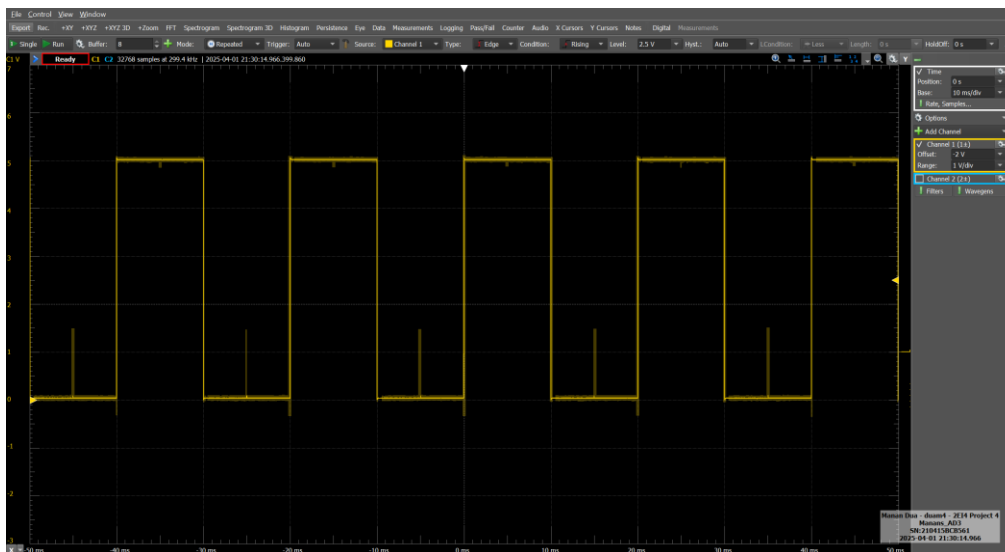 File Control View Window
Export Rec. +XY +XYZ +XYZ 3D +Zoom FFT Spectrogram Spectrogram 3D Histogram Persistence Eye Data Measurements Logging Pass/Fail Counter Audio X Cursors Y Cursors Notes Digital Measurements
Single Run Buffer: 8 Mode: Repeated Trigger: Auto Source: Channel 1 Type: Edge Condition: Rising Level: 2.5 V Hyst.: Auto LCondition: Less Length: 0 s HoldOff: 0 s
C1 V Ready C1 C2 32768 samples at 299.4 kHz | 2025-04-01 21:30:14.966.399.860 Y
7
6
5
4
3
2
1
0
-1
-2
-3
X -50 ms -40 ms -30 ms -20 ms -10 ms 0 ms 10 ms 20 ms 30 ms 40 ms 50 ms
Time
Position: 0 s
Base: 10 ms/div
Rate, Samples...
Options
Add Channel
Channel 1 (1±)
Offset: -2 V
Range: 1 V/div
Channel 2 (2±)
Filters Wavegens
Manan Dua - duam4 - 2EI4 Project 4
Manans_AD3
SN:210415BCB561
2025-04-01 21:30:14.966